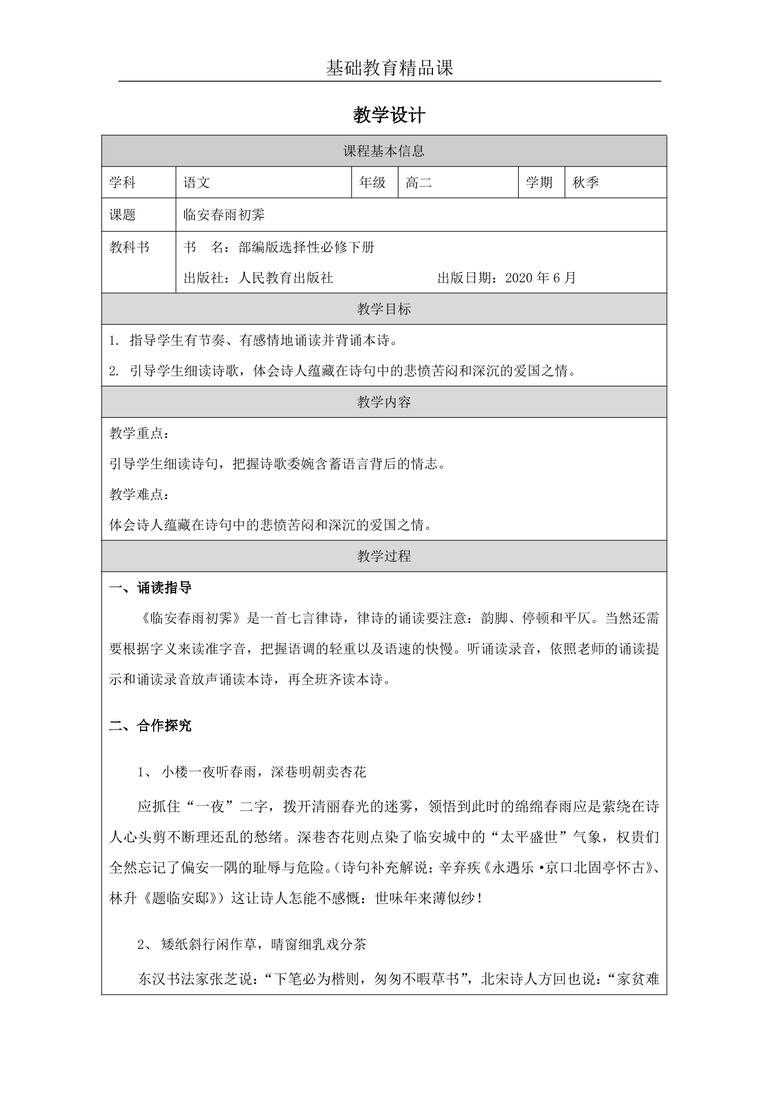 基础教育精品课
教学设计
课程基本信息
学科 语文 年级 高二 学期 秋季
课题 临安春雨初霁
教科书 书 名：部编版选择性必修下册
出版社：人民教育出版社 出版日期：2020 年 6 月
教学目标
1. 指导学生有节奏、有感情地诵读并背诵本诗。
2. 引导学生细读诗歌，体会诗人蕴藏在诗句中的悲愤苦闷和深沉的爱国之情。
教学内容
教学重点：
引导学生细读诗句，把握诗歌委婉含蓄语言背后的情志。
教学难点：
体会诗人蕴藏在诗句中的悲愤苦闷和深沉的爱国之情。
教学过程
一、诵读指导
《临安春雨初霁》是一首七言律诗，律诗的诵读要注意：韵脚、停顿和平仄。当然还需
要根据字义来读准字音，把握语调的轻重以及语速的快慢。听诵读录音，依照老师的诵读提
示和诵读录音放声诵读本诗，再全班齐读本诗。
二、合作探究
1、 小楼一夜听春雨，深巷明朝卖杏花
应抓住“一夜”二字，拨开清丽春光的迷雾，领悟到此时的绵绵春雨应是萦绕在诗
人心头剪不断理还乱的愁绪。深巷杏花则点染了临安城中的“太平盛世”气象，权贵们
全然忘记了偏安一隅的耻辱与危险。（诗句补充解说：辛弃疾《永遇乐·京口北固亭怀古》、
林升《题临安邸》）这让诗人怎能不感慨：世味年来薄似纱！
2、 矮纸斜行闲作草，晴窗细乳戏分茶
东汉书法家张芝说：“下笔必为楷则，匆匆不暇草书”，北宋诗人方回也说：“家贫难